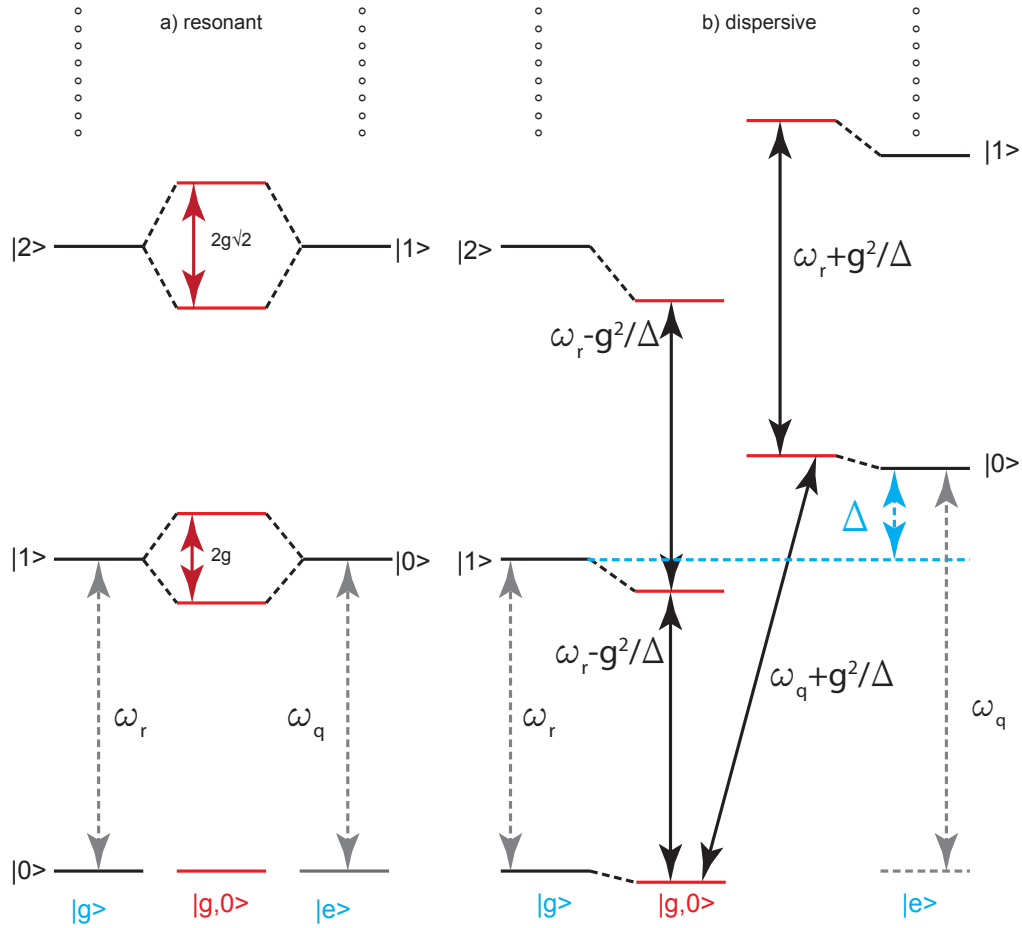 a) resonant
b) dispersive
|2>
2g√2
|1>
|2>
ω_r+g²/Δ
|1>
ω_r-g²/Δ
|0>
Δ
|1>
2g
|0>
|1>
ω_r-g²/Δ
ω_q+g²/Δ
ω_r
ω_q
ω_r
ω_q
|0>
|g>
|g,0>
|e>
|g>
|g,0>
|e>